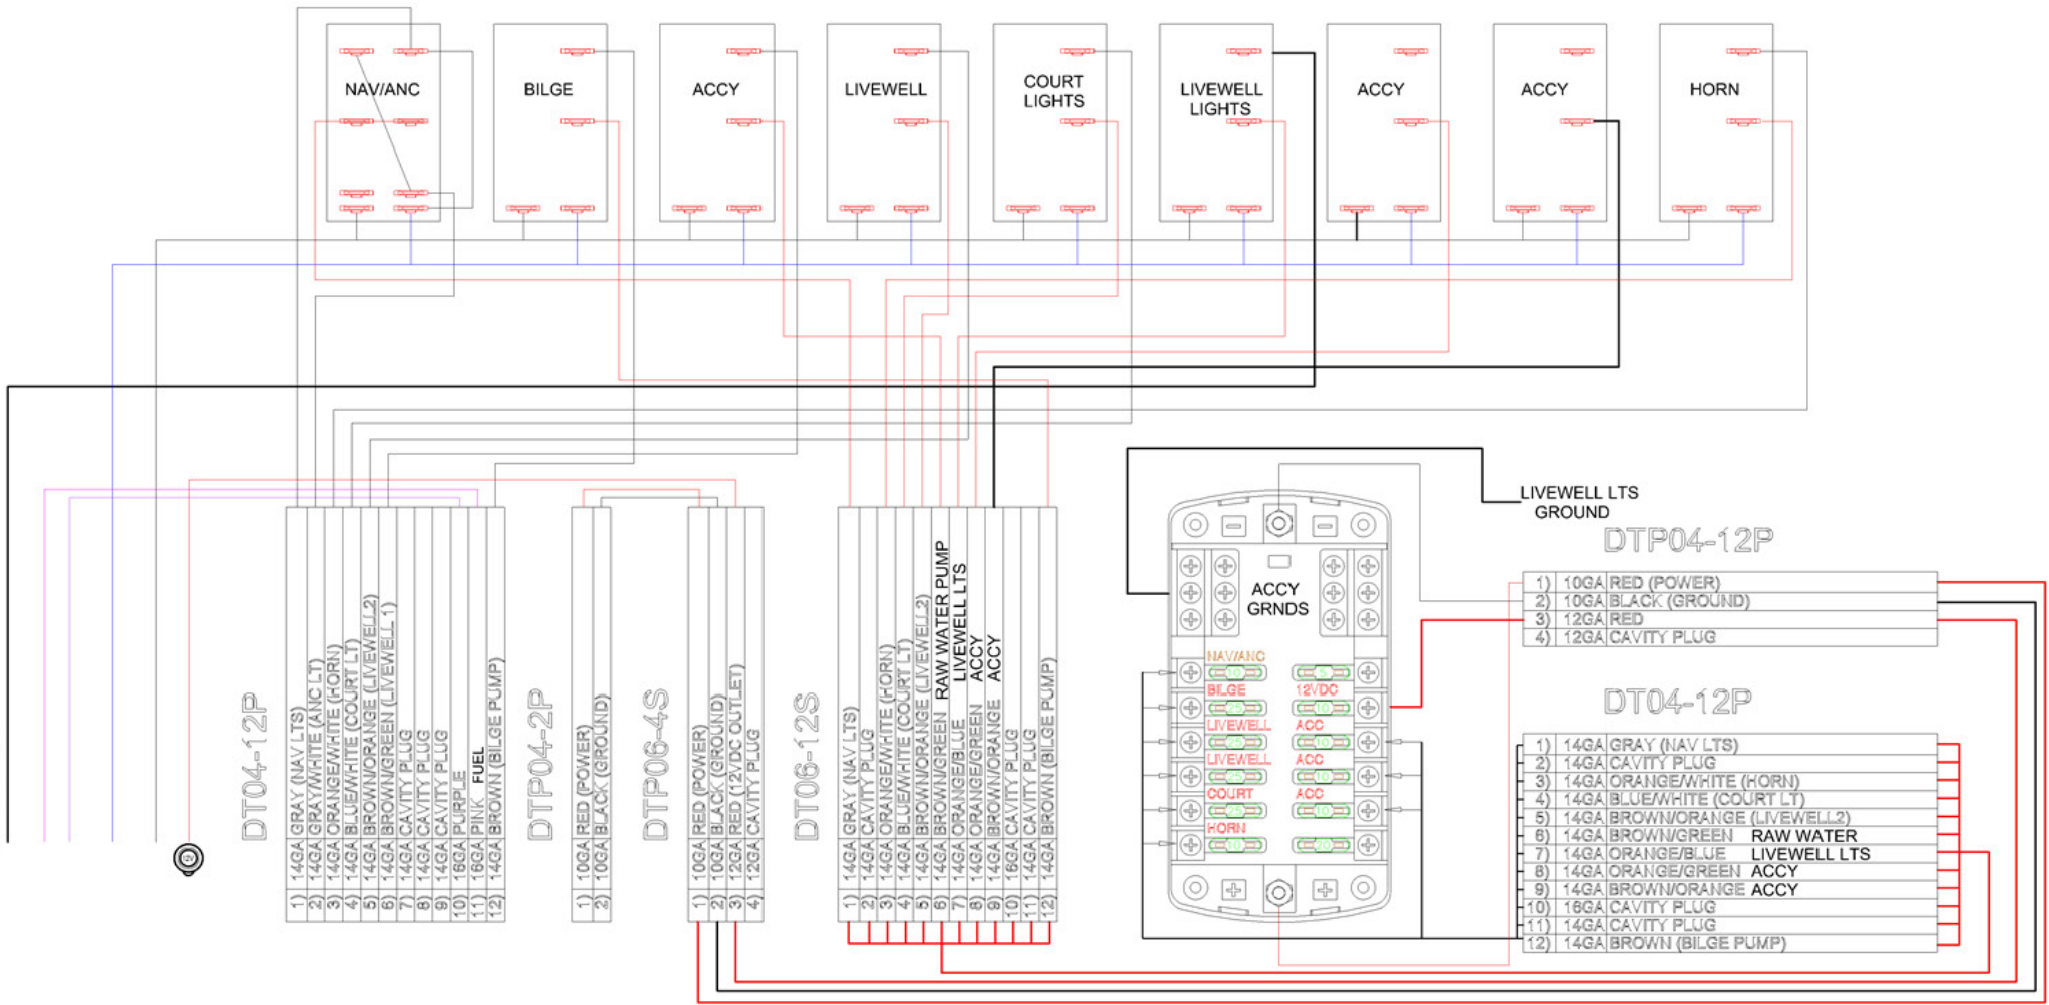 NAV/ANC
BILGE
ACCY
LIVEWELL
COURT
LIGHTS
LIVEWELL
LIGHTS
ACCY
ACCY
HORN
DT04-12P
1) 14GA GRAY (NAV LTS)
2) 14GA GRAY/WHITE (ANC LT)
3) 14GA ORANGE/WHITE (HORN)
4) 14GA BLUE/WHITE (COURT LT)
5) 14GA BROWN/ORANGE (LIVEWELL2)
6) 14GA BROWN/GREEN (LIVEWELL 1)
7) 14GA CAVITY PLUG
8) 14GA CAVITY PLUG
9) 14GA CAVITY PLUG
10) 16GA PURPLE
11) 16GA PINK FUEL
12) 14GA BROWN (BILGE PUMP)
12V
DTP04-2P
1) 10GA RED (POWER)
2) 10GA BLACK (GROUND)
DTP06-4S
1) 10GA RED (POWER)
2) 10GA BLACK (GROUND)
3) 12GA RED (12VDC OUTLET)
4) 12GA CAVITY PLUG
DT06-12S
1) 14GA GRAY (NAV LTS)
2) 14GA CAVITY PLUG
3) 14GA ORANGE/WHITE (HORN)
4) 14GA BLUE/WHITE (COURT LT)
5) 14GA BROWN/ORANGE (LIVEWELL2)
6) 14GA BROWN/GREEN RAW WATER PUMP
7) 14GA ORANGE/BLUE LIVEWELL LTS
8) 14GA ORANGE/GREEN ACCY
9) 14GA BROWN/ORANGE ACCY
10) 16GA CAVITY PLUG
11) 14GA CAVITY PLUG
12) 14GA BROWN (BILGE PUMP)
ACCY
GRNDS
NAV/ANC
10 5
BILGE 12VDC
25 10
LIVEWELL ACC
25 10
LIVEWELL ACC
25 10
COURT ACC
25 10
HORN
10 20
LIVEWELL LTS
GROUND
DTP04-12P
1) 10GA RED (POWER)
2) 10GA BLACK (GROUND)
3) 12GA RED
4) 12GA CAVITY PLUG
DT04-12P
1) 14GA GRAY (NAV LTS)
2) 14GA CAVITY PLUG
3) 14GA ORANGE/WHITE (HORN)
4) 14GA BLUE/WHITE (COURT LT)
5) 14GA BROWN/ORANGE (LIVEWELL2)
6) 14GA BROWN/GREEN RAW WATER
7) 14GA ORANGE/BLUE LIVEWELL LTS
8) 14GA ORANGE/GREEN ACCY
9) 14GA BROWN/ORANGE ACCY
10) 16GA CAVITY PLUG
11) 14GA CAVITY PLUG
12) 14GA BROWN (BILGE PUMP)